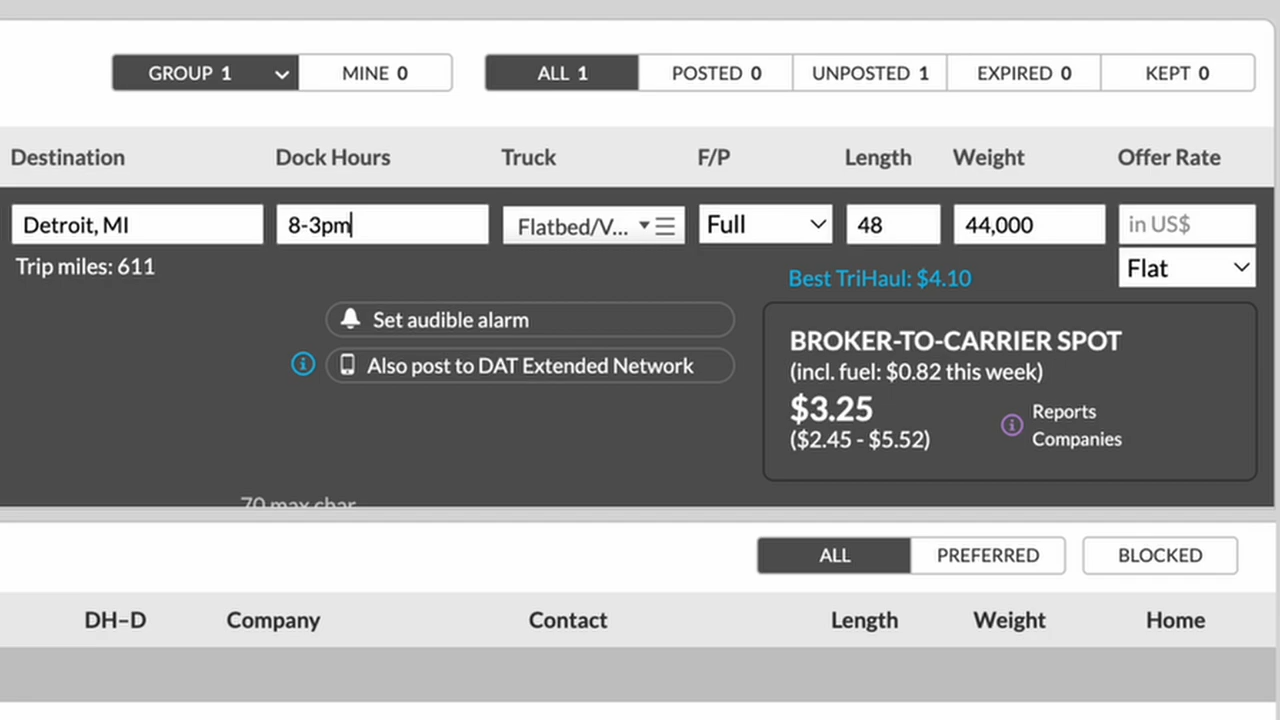 GROUP 1 MINE 0 ALL 1 POSTED 0 UNPOSTED 1 EXPIRED 0 KEPT 0
Destination Dock Hours Truck F/P Length Weight Offer Rate
Detroit, MI 8-3pm Flatbed/V... Full 48 44,000 in US$
Trip miles: 611
Best TriHaul: $4.10
Flat
Set audible alarm
Also post to DAT Extended Network
BROKER-TO-CARRIER SPOT
(incl. fuel: $0.82 this week)
$3.25
($2.45 - $5.52)
Reports
Companies
70 max char
ALL PREFERRED BLOCKED
DH–D Company Contact Length Weight Home